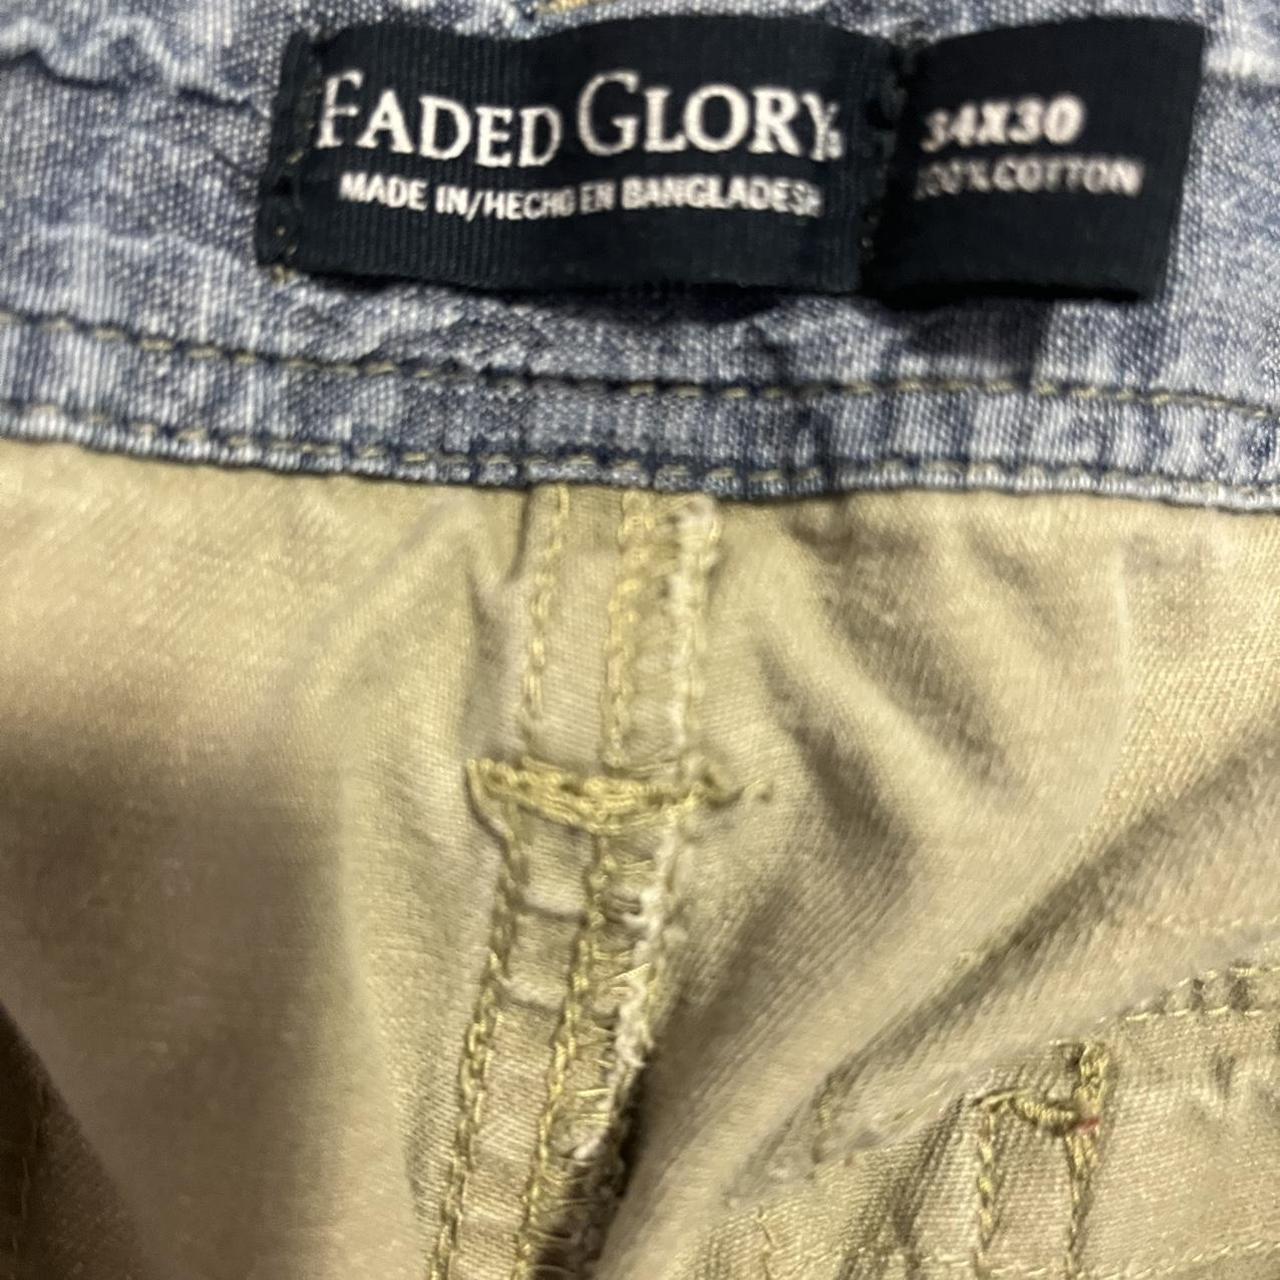 FADED GLORY.
MADE IN/HECHO EN BANGLADESH
34X30
100% COTTON